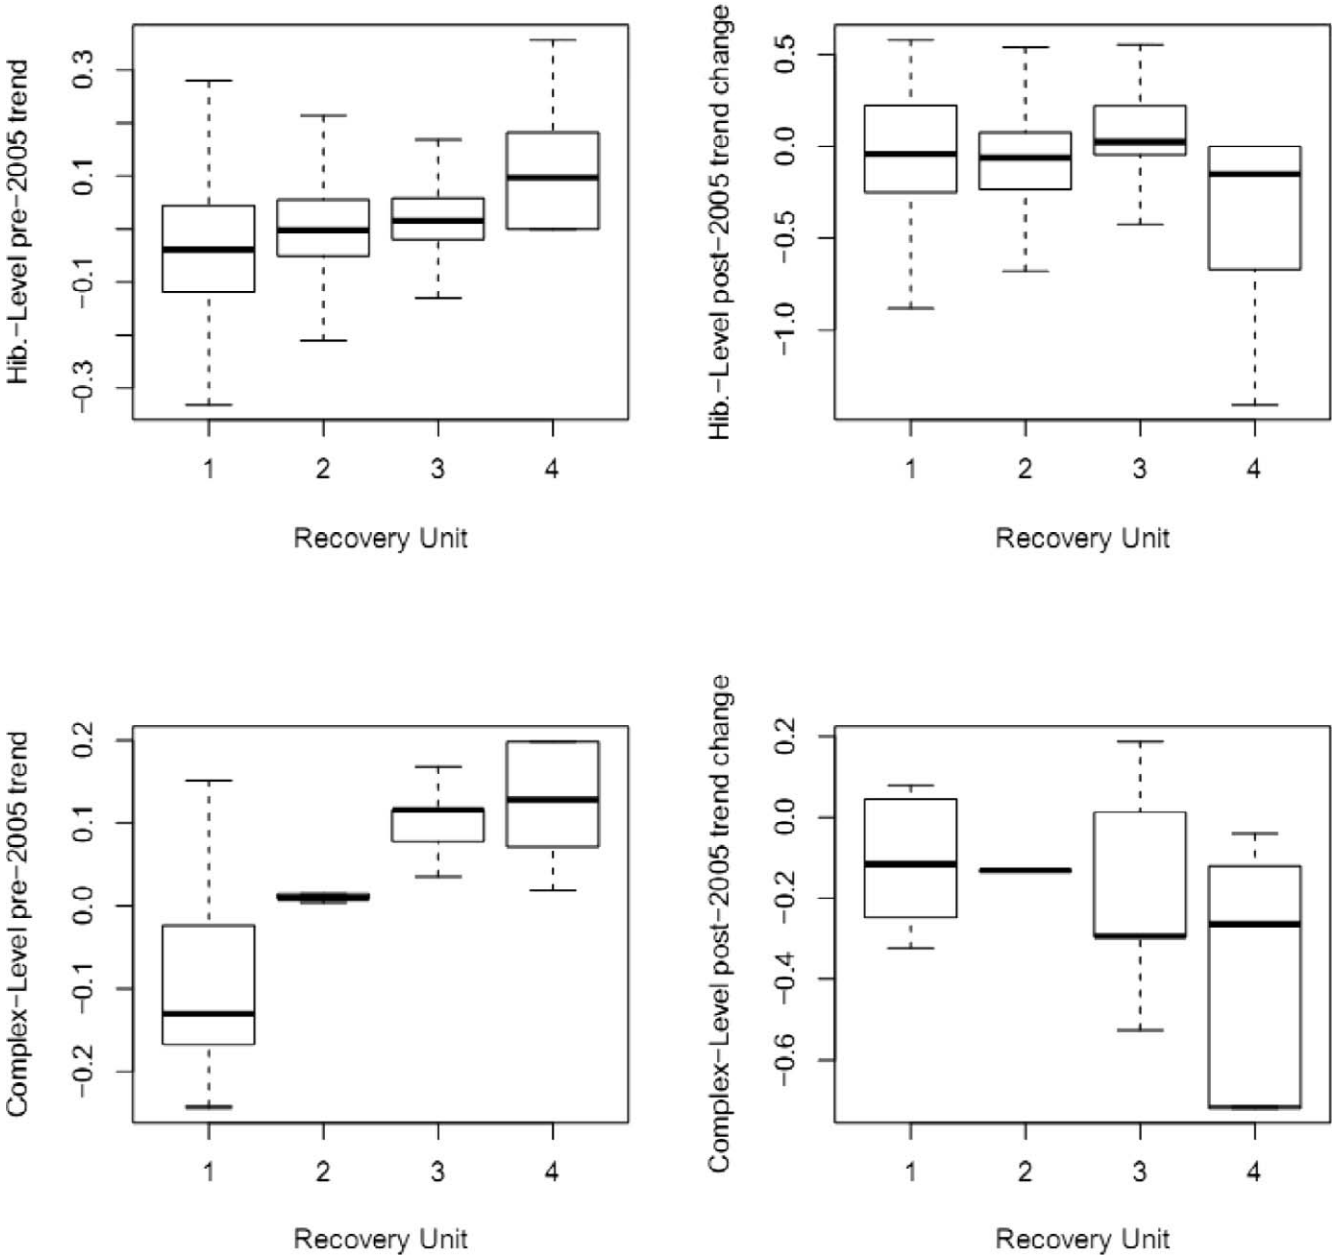 Hib.-Level pre-2005 trend
0.3
0.1
-0.1
-0.3
1 2 3 4
Recovery Unit
Hib.-Level post-2005 trend change
0.5
0.0
-0.5
-1.0
1 2 3 4
Recovery Unit
Complex-Level pre-2005 trend
0.2
0.1
0.0
-0.1
-0.2
1 2 3 4
Recovery Unit
Complex-Level post-2005 trend change
0.2
0.0
-0.2
-0.4
-0.6
1 2 3 4
Recovery Unit